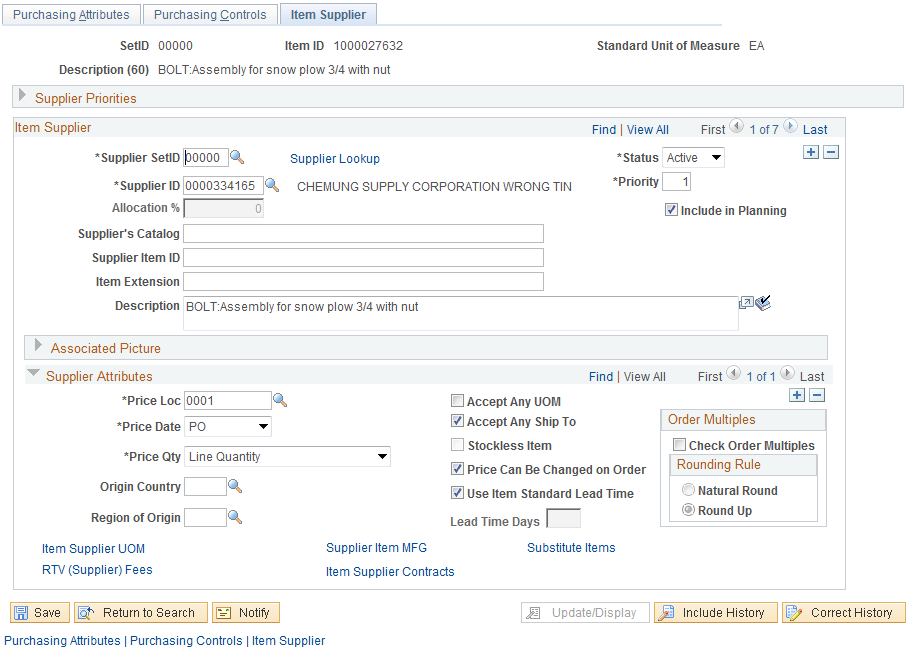 Purchasing Attributes Purchasing Controls Item Supplier
SetID 00000 Item ID 1000027632 Standard Unit of Measure EA
Description (60) BOLT:Assembly for snow plow 3/4 with nut
Supplier Priorities
Item Supplier Find | View All First 1 of 7 Last
*Supplier SetID 00000 Supplier Lookup *Status Active
*Supplier ID 0000334165 CHEMUNG SUPPLY CORPORATION WRONG TIN *Priority 1
Allocation % 0 Include in Planning
Supplier's Catalog
Supplier Item ID
Item Extension
Description BOLT:Assembly for snow plow 3/4 with nut
Associated Picture
Supplier Attributes Find | View All First 1 of 1 Last
*Price Loc 0001 Accept Any UOM
*Price Date PO Accept Any Ship To Order Multiples
Stockless Item Check Order Multiples
*Price Qty Line Quantity Price Can Be Changed on Order Rounding Rule
Origin Country Use Item Standard Lead Time Natural Round
Region of Origin Lead Time Days Round Up
Item Supplier UOM Supplier Item MFG Substitute Items
RTV (Supplier) Fees Item Supplier Contracts
Save Return to Search Notify Update/Display Include History Correct History
Purchasing Attributes | Purchasing Controls | Item Supplier